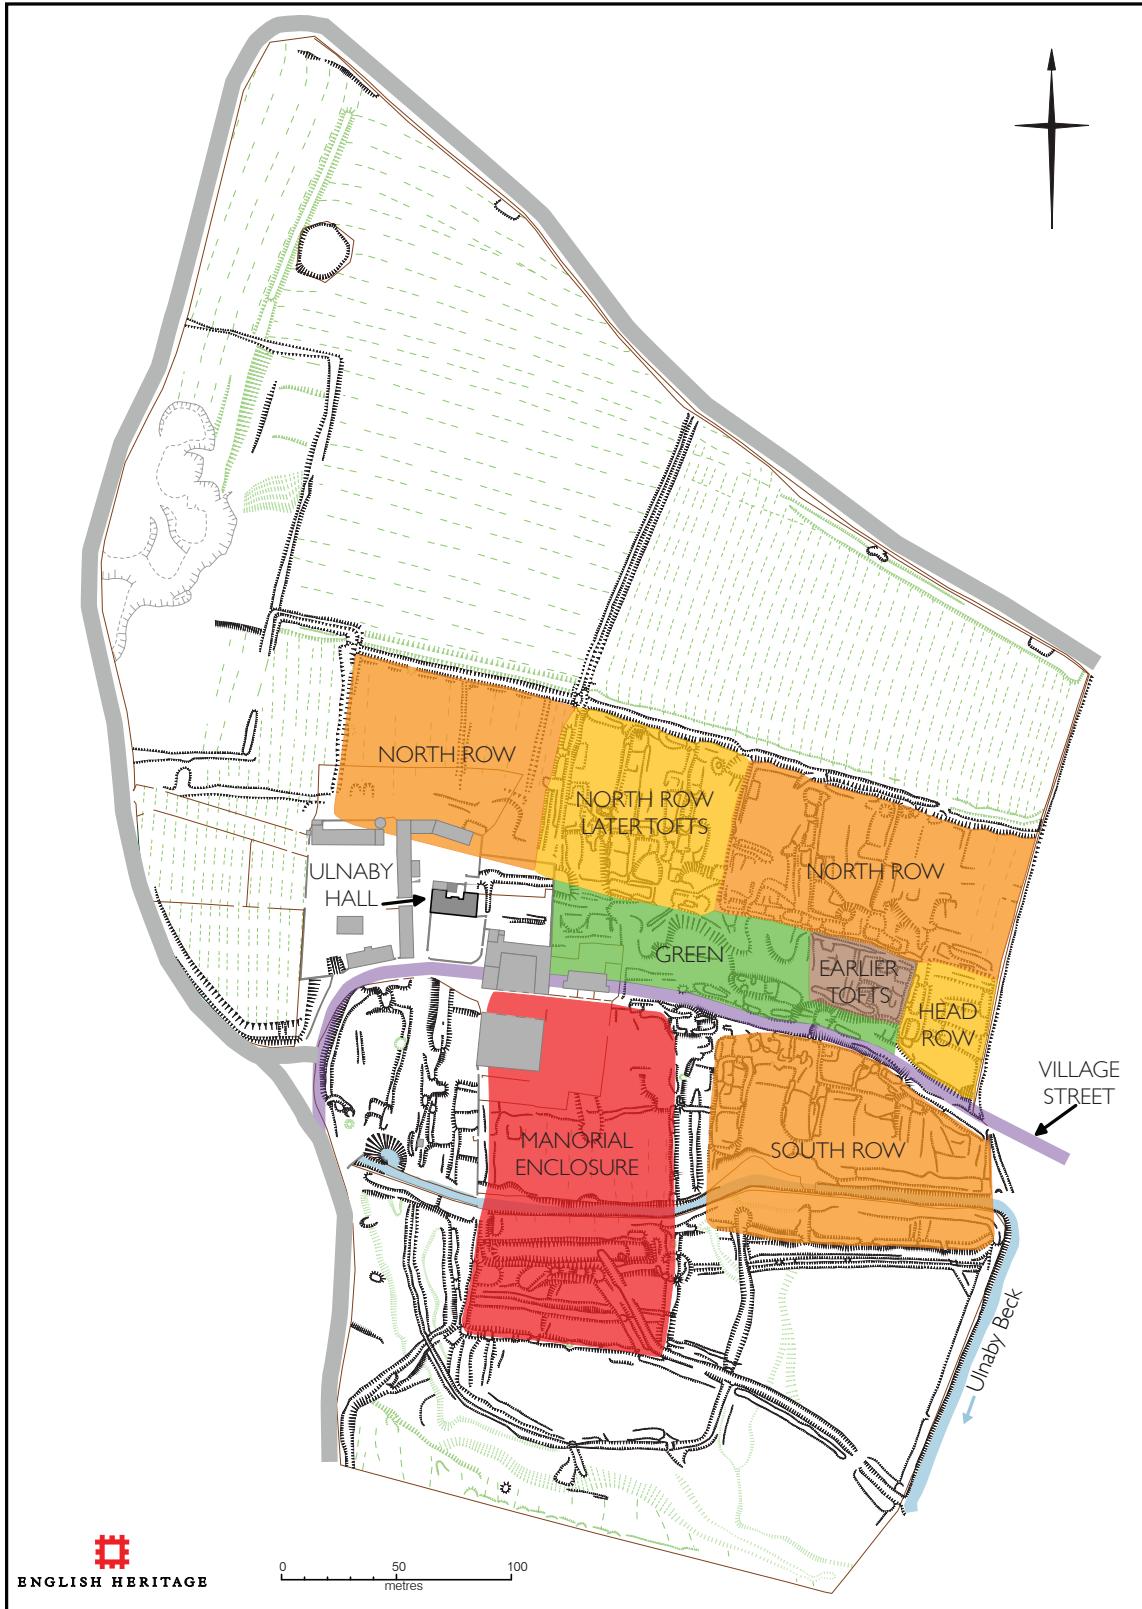 NORTH ROW
NORTH ROW
LATER TOFTS
ULNABY
HALL
NORTH ROW
GREEN
EARLIER
TOFTS
HEAD
ROW
VILLAGE
STREET
MANORIAL
ENCLOSURE
SOUTH ROW
Ulnaby Beck
ENGLISH HERITAGE
0 50 100
metres